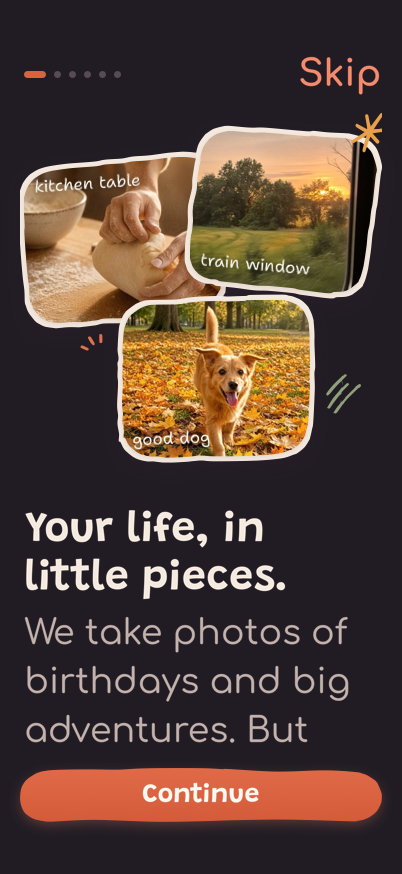 Skip
kitchen table
train window
good dog
Your life, in
little pieces.
We take photos of
birthdays and big
adventures. But
Continue